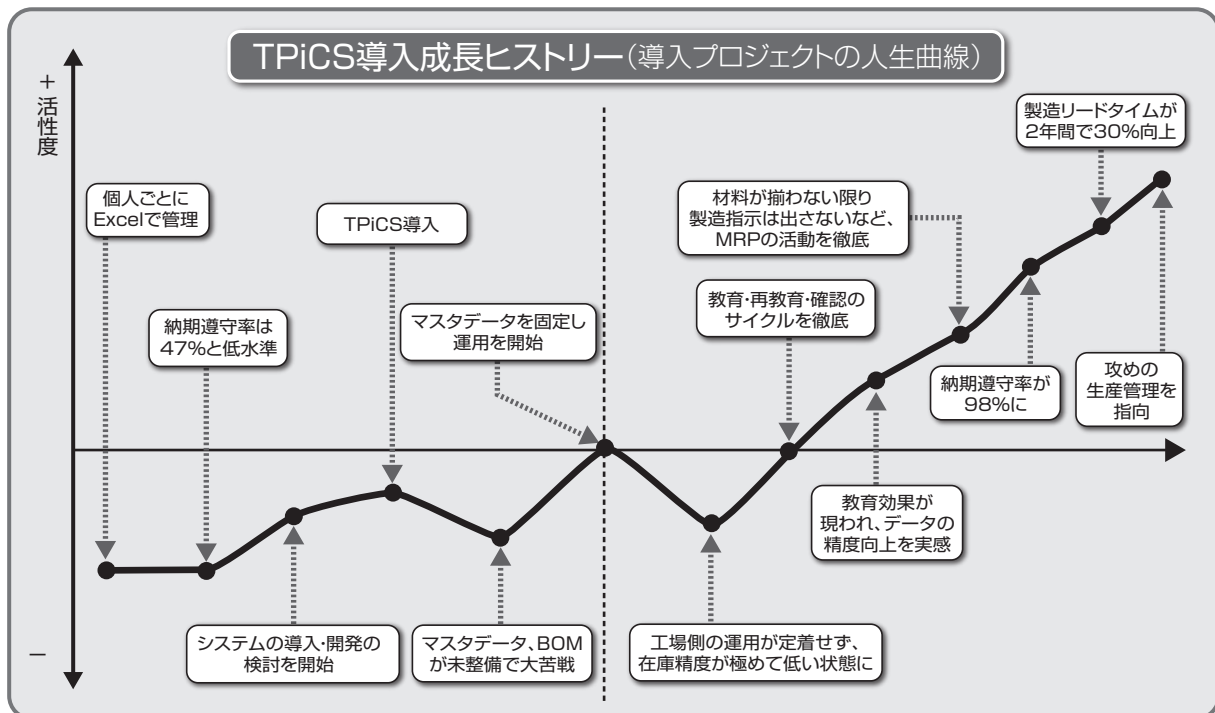 TPiCS導入成長ヒストリー(導入プロジェクトの人生曲線)
+
活性度
製造リードタイムが
2年間で30%向上
個人ごとに
Excelで管理
TPiCS導入
材料が揃わない限り
製造指示は出さないなど、
MRPの活動を徹底
納期遵守率は
47%と低水準
マスタデータを固定し
運用を開始
教育・再教育・確認の
サイクルを徹底
納期遵守率が
98%に
攻めの
生産管理を
指向
教育効果が
現われ、データの
精度向上を実感
システムの導入・開発の
検討を開始
マスタデータ、BOM
が未整備で大苦戦
工場側の運用が定着せず、
在庫精度が極めて低い状態に
−